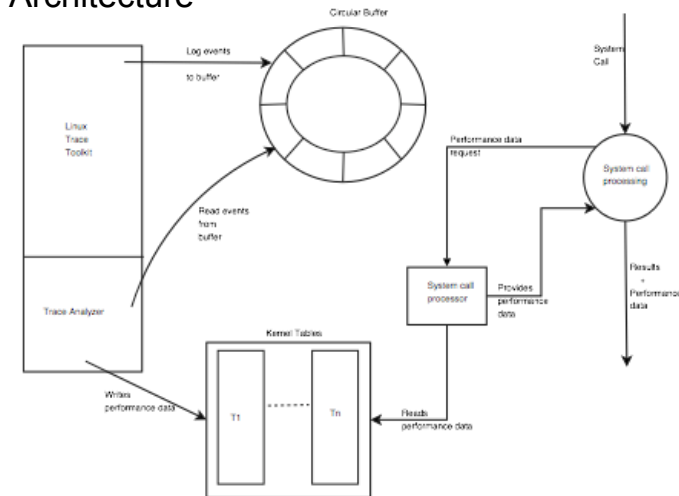 Architecture
Circular Buffer
Log events
to buffer
System
Call
Linux
Trace
Toolkit
Performance data
request
System call
processing
Read events
from
buffer
Results
+
Performance
data
System call
processor
Provides
performance
data)
Trace Analyzer
Kernel Tables
Writes
performance data
T1
Tn
Reads
performance data